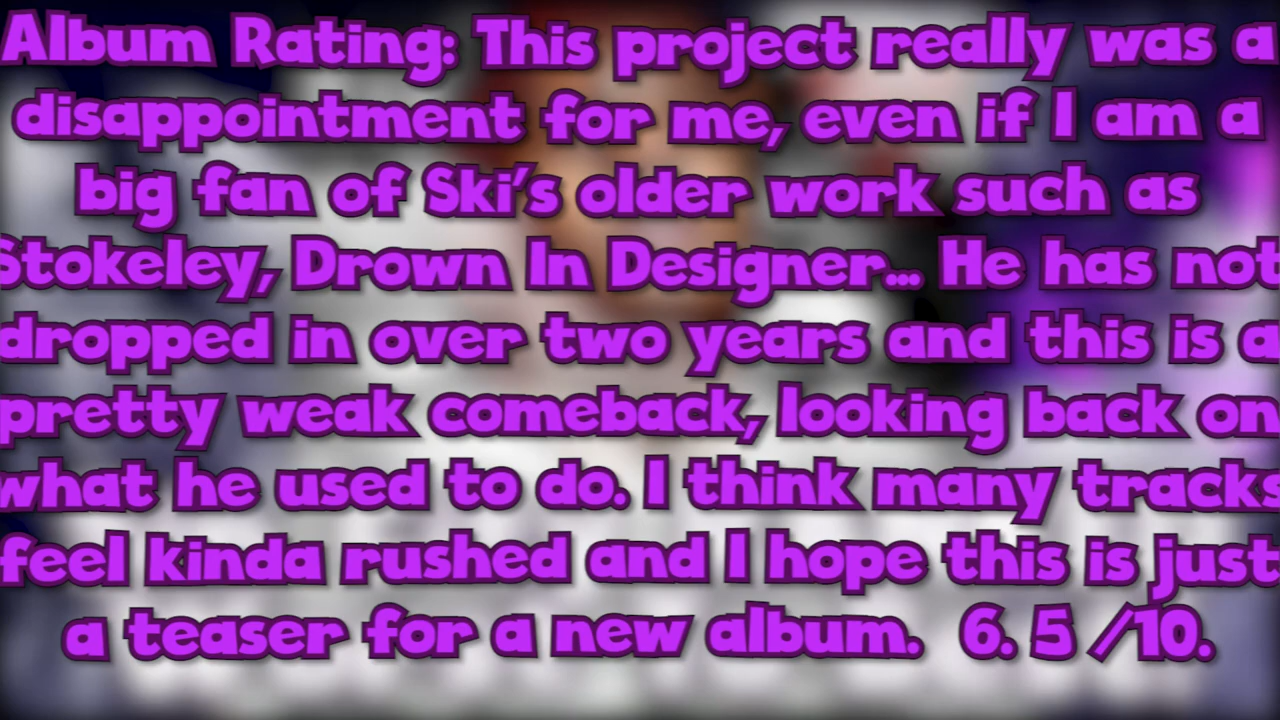 Album Rating: This project really was a
disappointment for me, even if I am a
big fan of Ski's older work such as
Stokeley, Drown In Designer... He has not
dropped in over two years and this is a
pretty weak comeback, looking back on
what he used to do. I think many tracks
feel kinda rushed and I hope this is just
a teaser for a new album.  6. 5 /10.